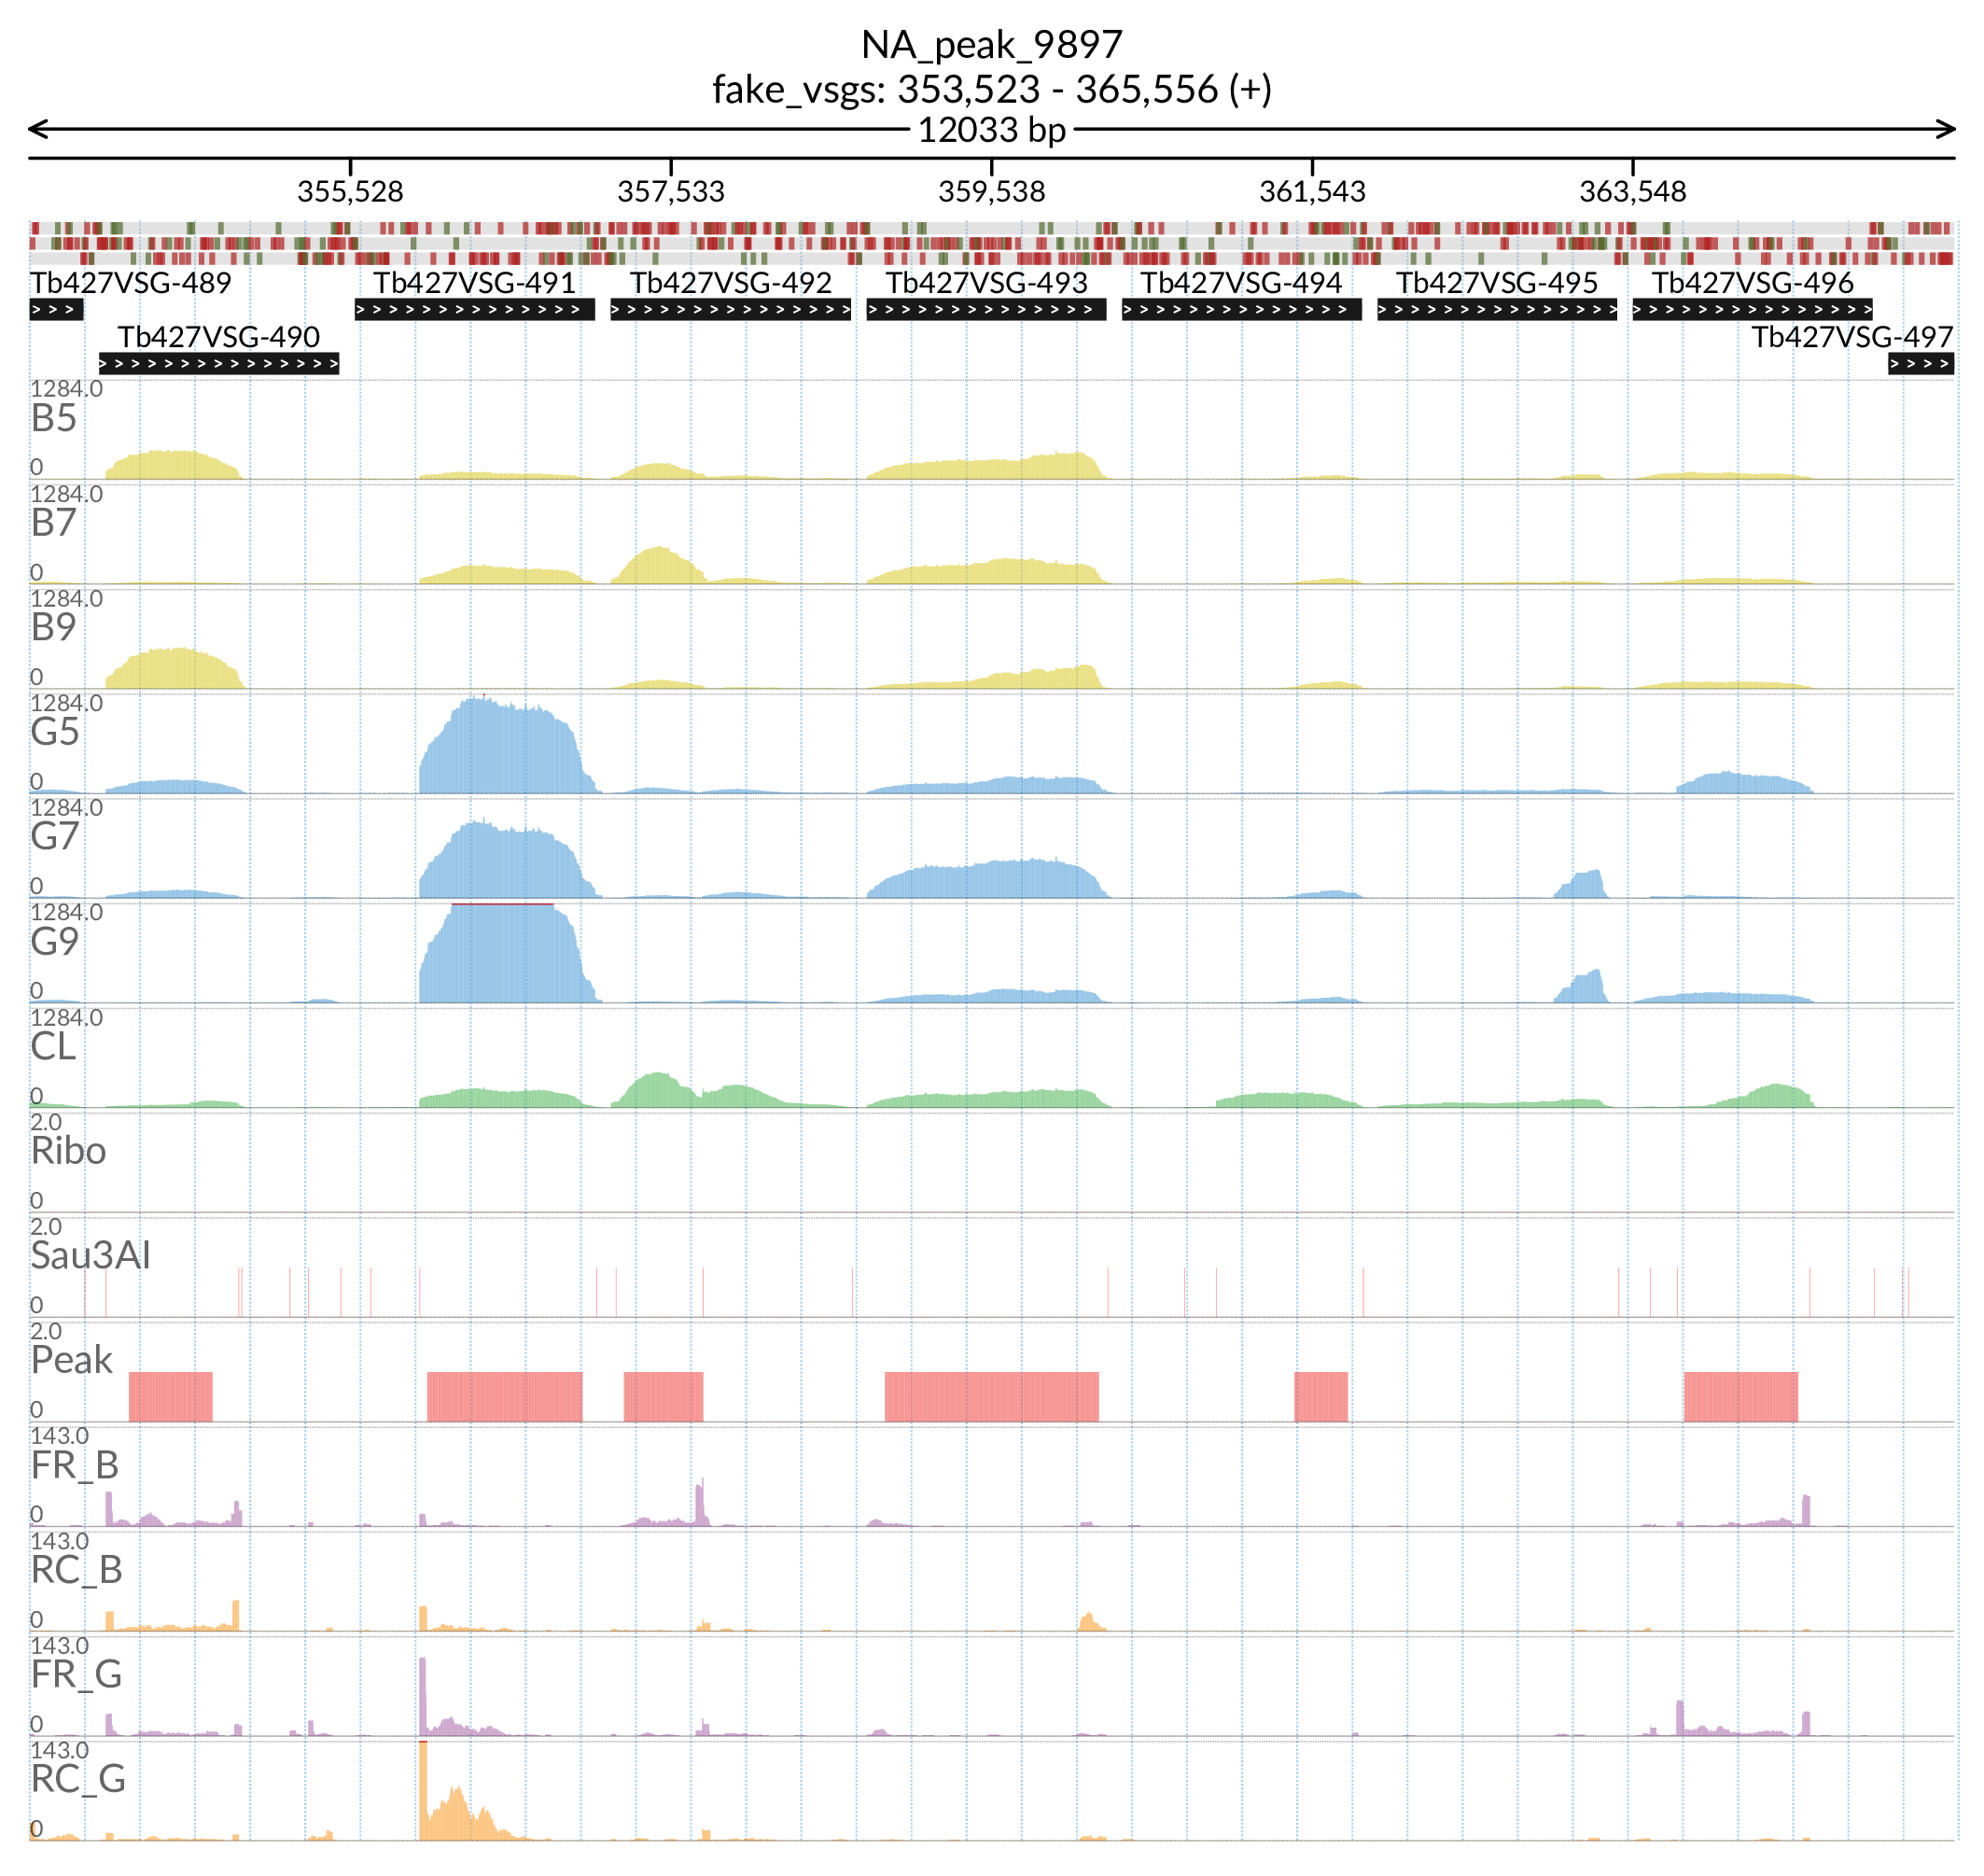 NA_peak_9897
fake_vsgs: 353,523 - 365,556 (+)
12033 bp
355,528 357,533 359,538 361,543 363,548
Tb427VSG-489 Tb427VSG-491 Tb427VSG-492 Tb427VSG-493 Tb427VSG-494 Tb427VSG-495 Tb427VSG-496
Tb427VSG-490 Tb427VSG-497
1284.0
B5
0
1284.0
B7
0
1284.0
B9
0
1284.0
G5
0
1284.0
G7
0
1284.0
G9
0
1284.0
CL
0
2.0
Ribo
0
2.0
Sau3AI
0
2.0
Peak
0
143.0
FR_B
0
143.0
RC_B
0
143.0
FR_G
0
143.0
RC_G
0